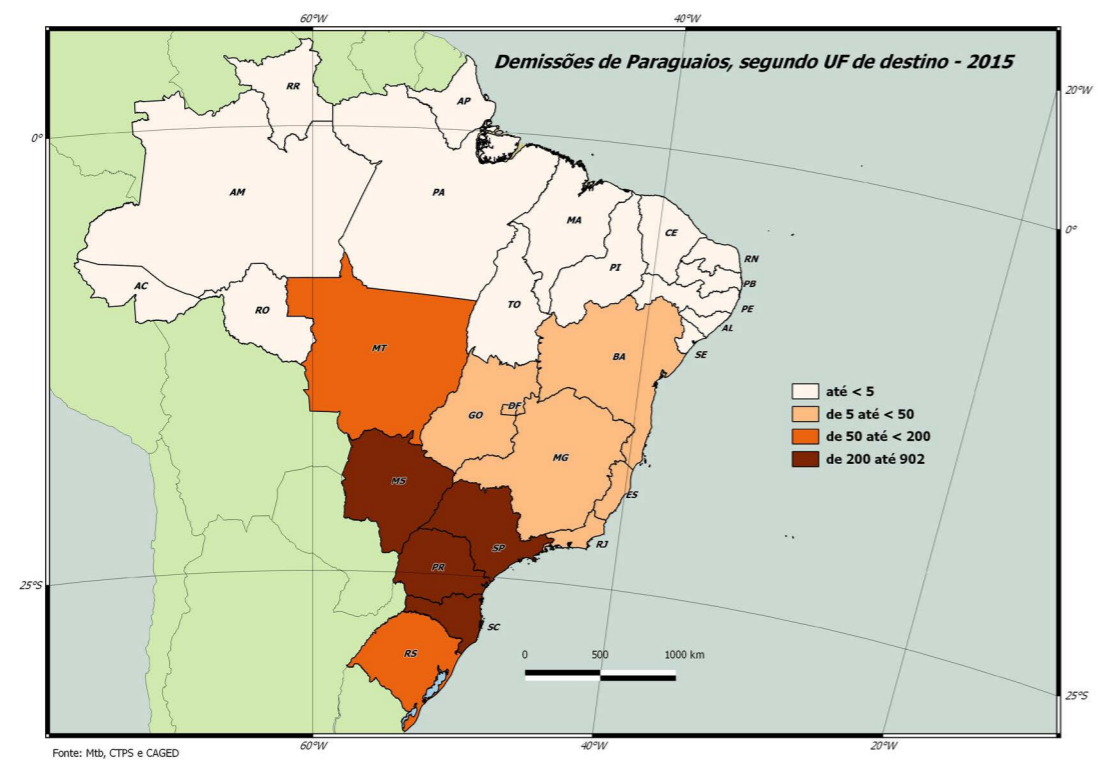 60°W
40°W
Demissões de Paraguaios, segundo UF de destino - 2015
20°W
RR
AP
0°
AM
PA
MA
CE
0°
RN
PI
PB
AC
RO
TO
PE
AL
MT
BA
SE
até < 5
GO
DF
de 5 até < 50
de 50 até < 200
MG
de 200 até 902
MS
ES
SP
RJ
PR
25°S
SC
RS
0 500 1000 km
25°S
60°W
40°W
20°W
Fonte: Mtb, CTPS e CAGED